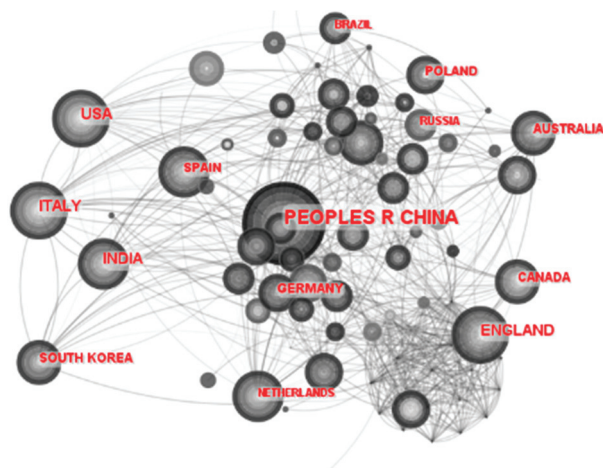 BRAZIL
POLAND
USA
RUSSIA
AUSTRALIA
SPAIN
ITALY
PEOPLES R CHINA
INDIA
CANADA
GERMANY
ENGLAND
SOUTH KOREA
NETHERLANDS